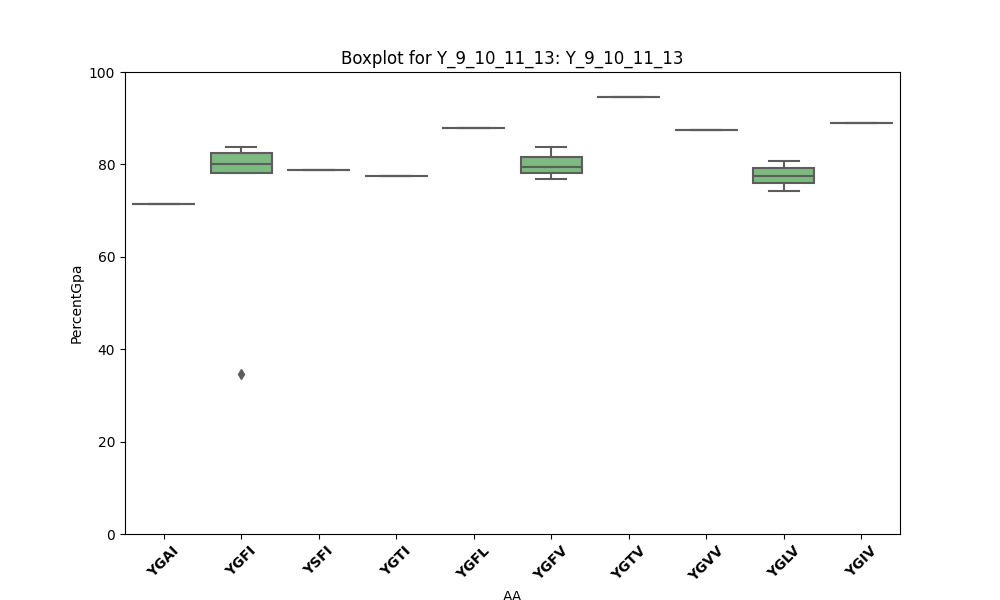 Boxplot for Y_9_10_11_13: Y_9_10_11_13
100
80
60
40
20
0
PercentGpa
YGAI
YGFI
YSFI
YGTI
YGFL
YGFV
YGTV
YGVV
YGLV
YGIV
AA